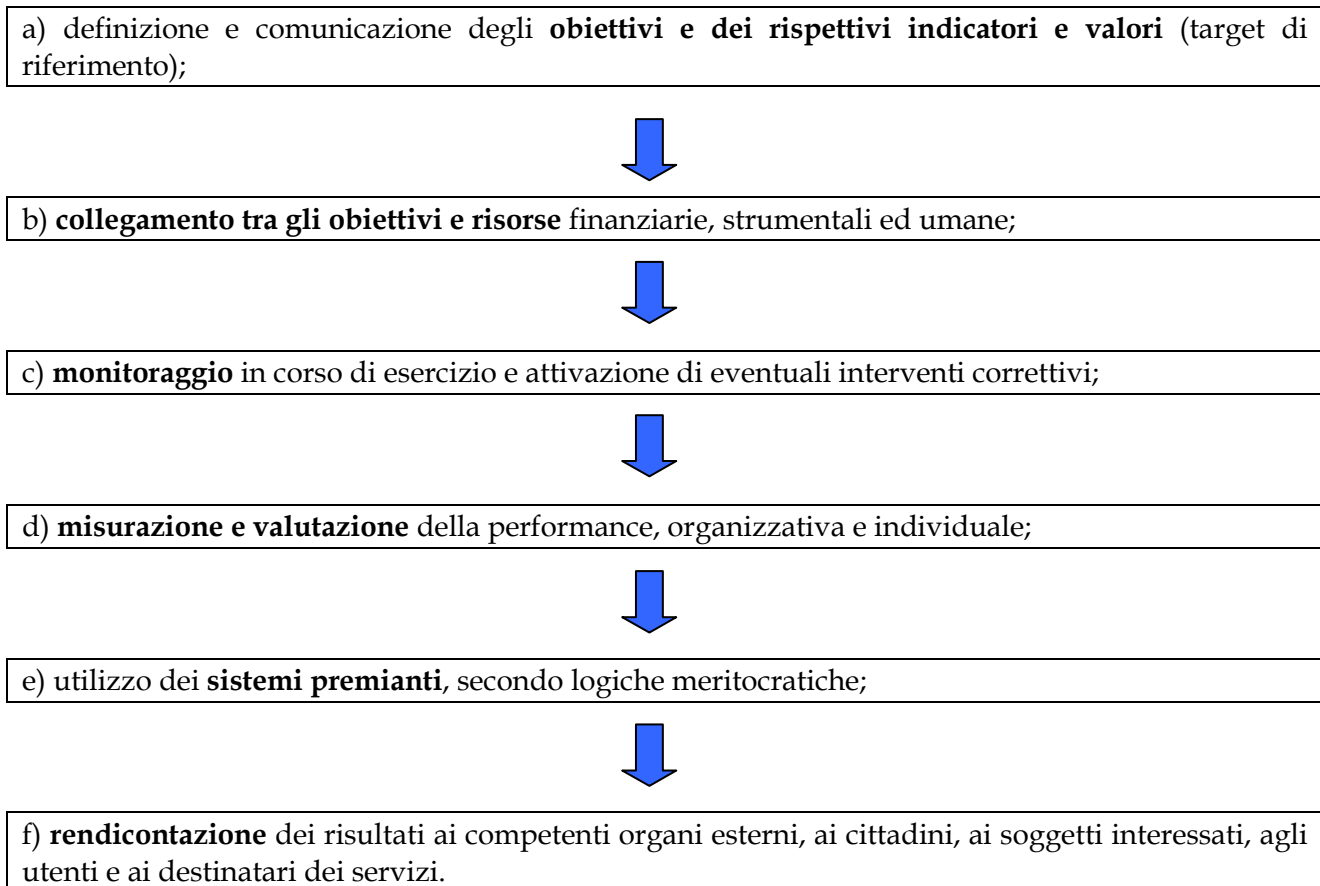 a) definizione e comunicazione degli obiettivi e dei rispettivi indicatori e valori (target di
riferimento);
b) collegamento tra gli obiettivi e risorse finanziarie, strumentali ed umane;
c) monitoraggio in corso di esercizio e attivazione di eventuali interventi correttivi;
d) misurazione e valutazione della performance, organizzativa e individuale;
e) utilizzo dei sistemi premianti, secondo logiche meritocratiche;
f) rendicontazione dei risultati ai competenti organi esterni, ai cittadini, ai soggetti interessati, agli
utenti e ai destinatari dei servizi.